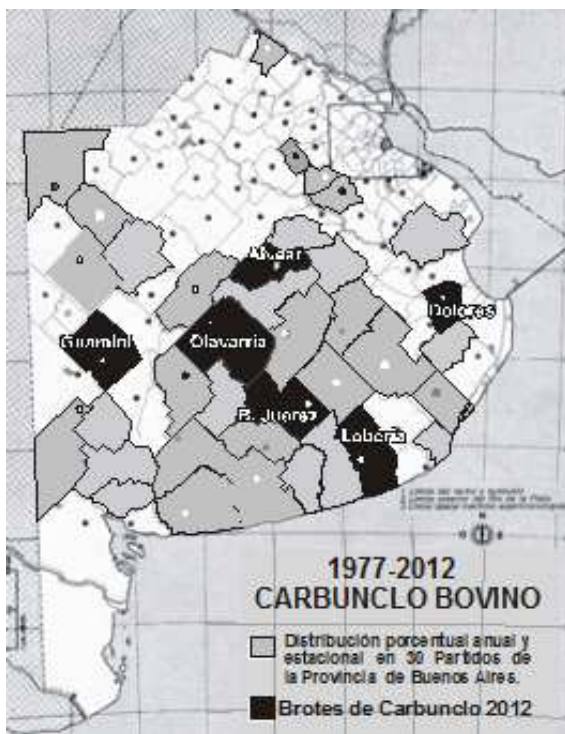 Alvear
Dolores
Guaminí
Olavarria
B. Juarez
Lobería
1977-2012
CARBUNCLO BOVINO
Distribución porcentual anual y
estacional en 30 Partidos de
la Provincia de Buenos Aires.
Brotes de Carbunclo 2012